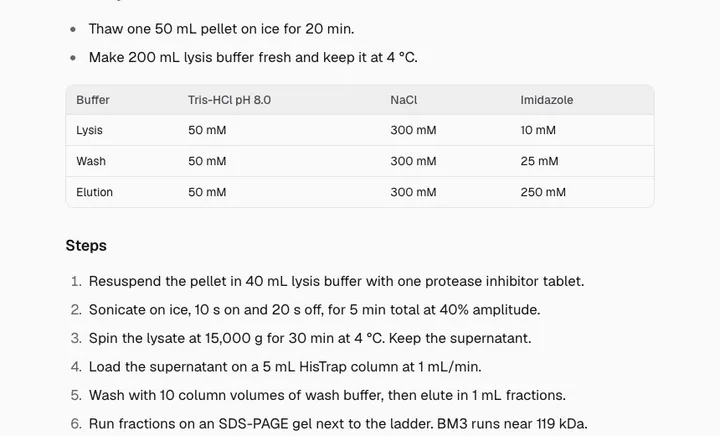 Thaw one 50 mL pellet on ice for 20 min.
Make 200 mL lysis buffer fresh and keep it at 4 °C.
Buffer Tris-HCl pH 8.0 NaCl Imidazole
Lysis 50 mM 300 mM 10 mM
Wash 50 mM 300 mM 25 mM
Elution 50 mM 300 mM 250 mM
Steps
1. Resuspend the pellet in 40 mL lysis buffer with one protease inhibitor tablet.
2. Sonicate on ice, 10 s on and 20 s off, for 5 min total at 40% amplitude.
3. Spin the lysate at 15,000 g for 30 min at 4 °C. Keep the supernatant.
4. Load the supernatant on a 5 mL HisTrap column at 1 mL/min.
5. Wash with 10 column volumes of wash buffer, then elute in 1 mL fractions.
6. Run fractions on an SDS-PAGE gel next to the ladder. BM3 runs near 119 kDa.